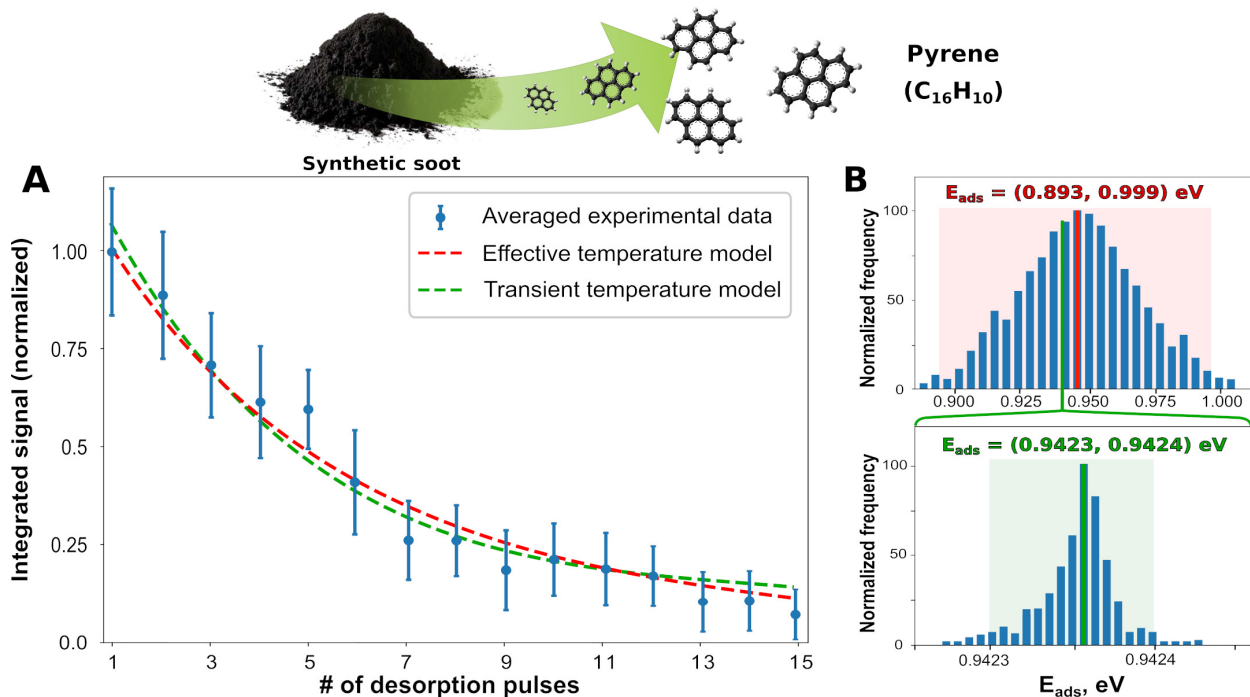 Pyrene
(C₁₆H₁₀)
Synthetic soot
A
Integrated signal (normalized)
1.00
0.75
0.5
0.25
0.0
Averaged experimental data
Effective temperature model
Transient temperature model
1 3 5 7 9 11 13 15
# of desorption pulses
B
E_ads = (0.893, 0.999) eV
Normalized frequency
100
50
0
0.900 0.925 0.950 0.975 1.000
E_ads = (0.9423, 0.9424) eV
Normalized frequency
100
50
0
0.9423 0.9424
E_ads, eV